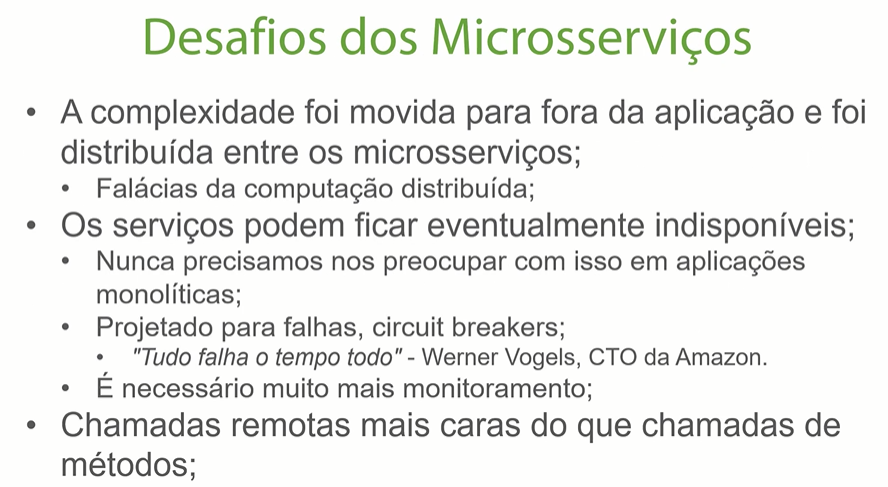 Desafios dos Microsserviços
• A complexidade foi movida para fora da aplicação e foi
distribuída entre os microsserviços;
• Falácias da computação distribuída;
• Os serviços podem ficar eventualmente indisponíveis;
• Nunca precisamos nos preocupar com isso em aplicações
monolíticas;
• Projetado para falhas, circuit breakers;
• "Tudo falha o tempo todo" - Werner Vogels, CTO da Amazon.
• É necessário muito mais monitoramento;
• Chamadas remotas mais caras do que chamadas de
métodos;